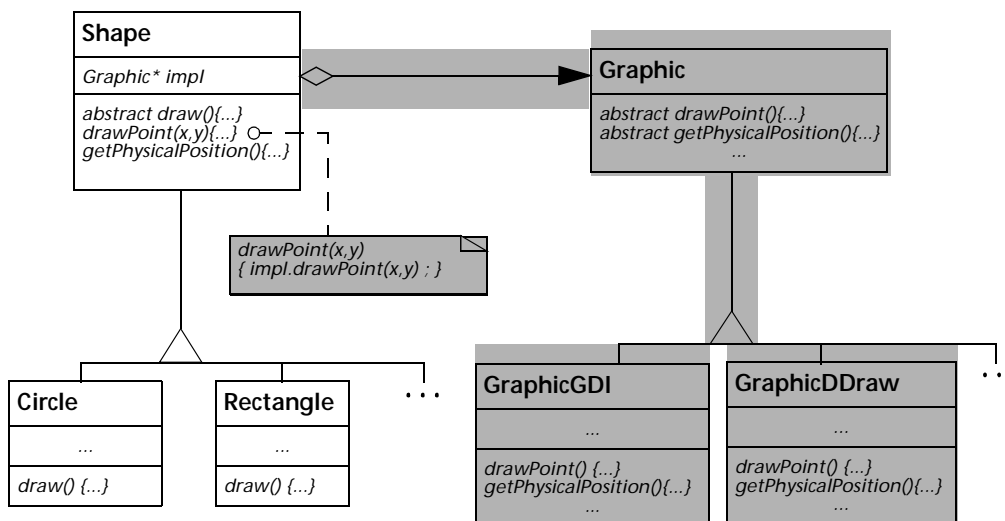 Shape
Graphic* impl
abstract draw(){...}
drawPoint(x,y){...}
getPhysicalPosition(){...}
Graphic
abstract drawPoint(){...}
abstract getPhysicalPosition(){...}
...
drawPoint(x,y)
{ impl.drawPoint(x,y) ; }
Circle
...
draw() {...}
Rectangle
...
draw() {...}
...
GraphicGDI
...
drawPoint() {...}
getPhysicalPosition(){...}
...
GraphicDDraw
...
drawPoint() {...}
getPhysicalPosition(){...}
...
..